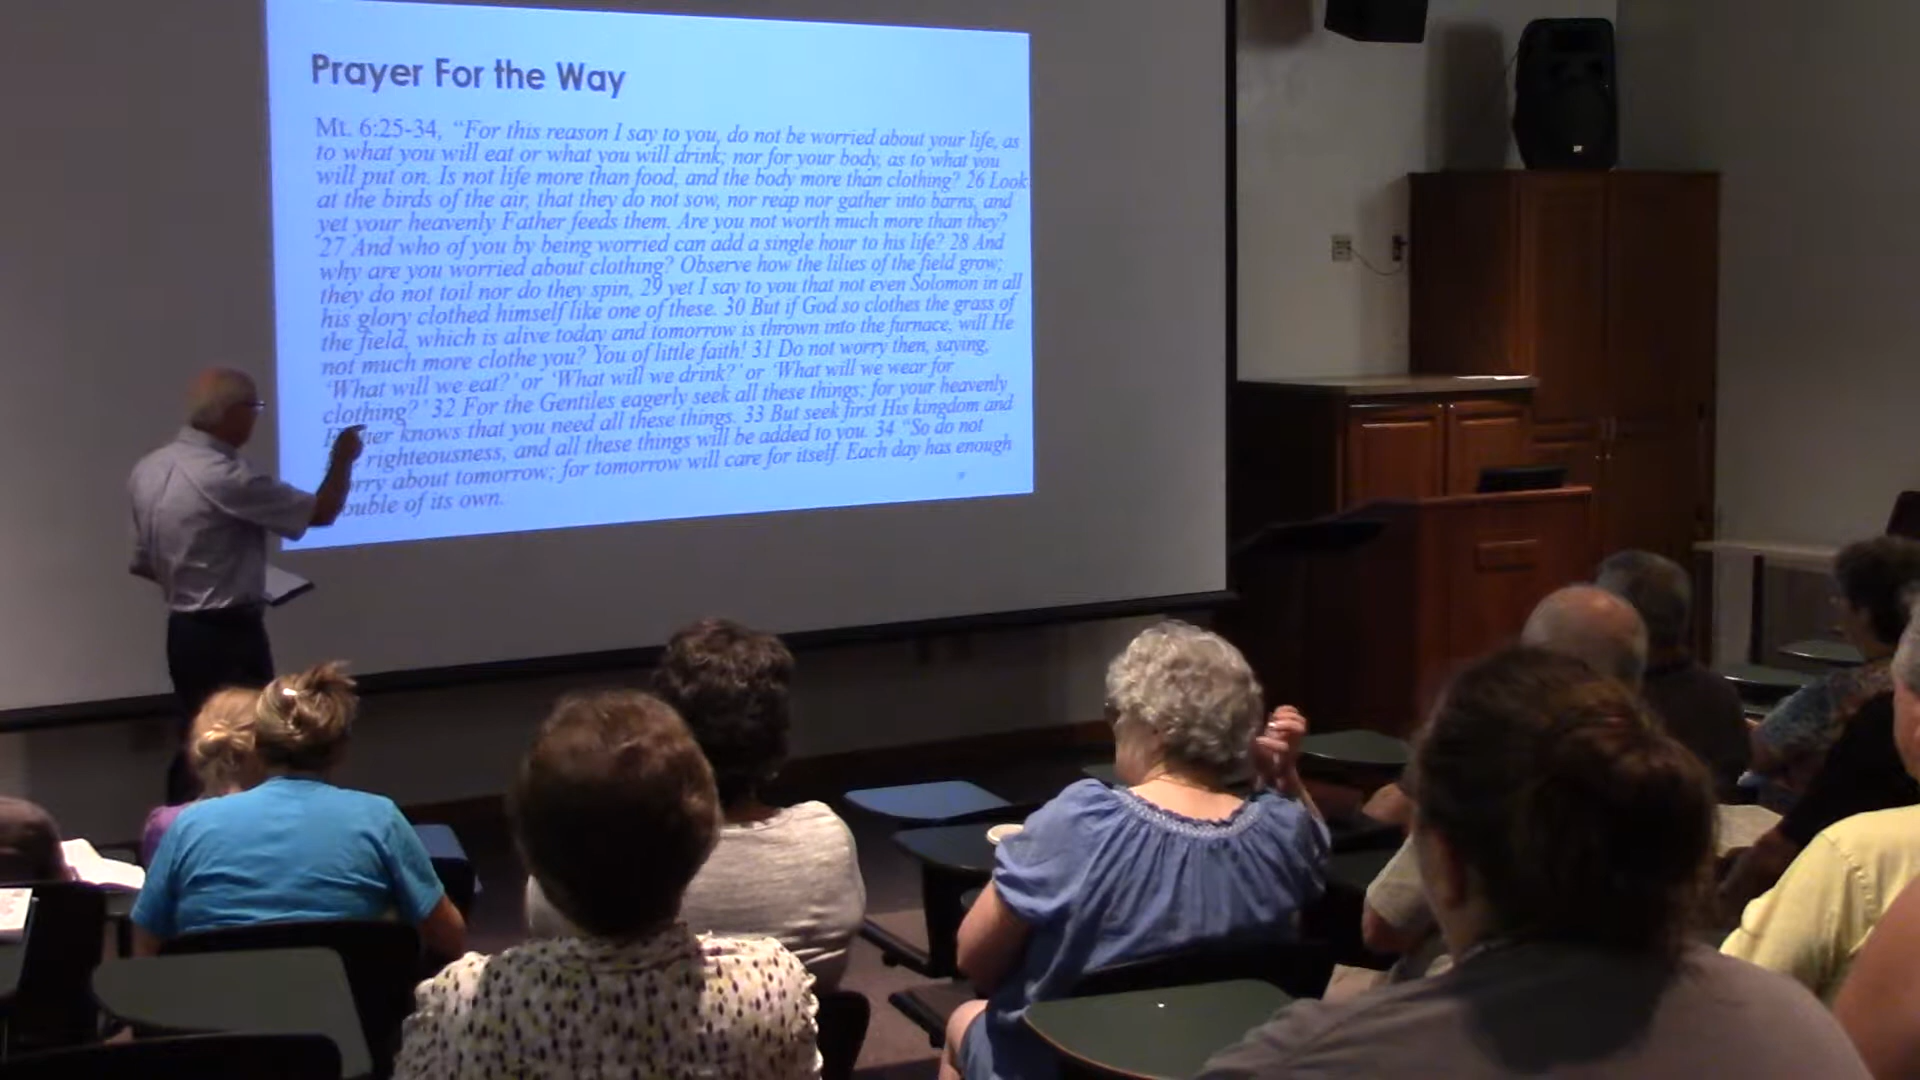 Prayer For the Way
Mt. 6:25-34, “For this reason I say to you, do not be worried about your life, as
to what you will eat or what you will drink; nor for your body, as to what you
will put on. Is not life more than food, and the body more than clothing? 26 Look
at the birds of the air, that they do not sow, nor reap nor gather into barns, and
yet your heavenly Father feeds them. Are you not worth much more than they?
27 And who of you by being worried can add a single hour to his life? 28 And
why are you worried about clothing? Observe how the lilies of the field grow;
they do not toil nor do they spin, 29 yet I say to you that not even Solomon in all
his glory clothed himself like one of these. 30 But if God so clothes the grass of
the field, which is alive today and tomorrow is thrown into the furnace, will He
not much more clothe you? You of little faith! 31 Do not worry then, saying,
‘What will we eat?’ or ‘What will we drink?’ or ‘What will we wear for
clothing?’ 32 For the Gentiles eagerly seek all these things; for your heavenly
knows that you need all these things. 33 But seek first His kingdom and
righteousness, and all these things will be added to you. 34 “So do not
about tomorrow; for tomorrow will care for itself. Each day has enough
of its own.